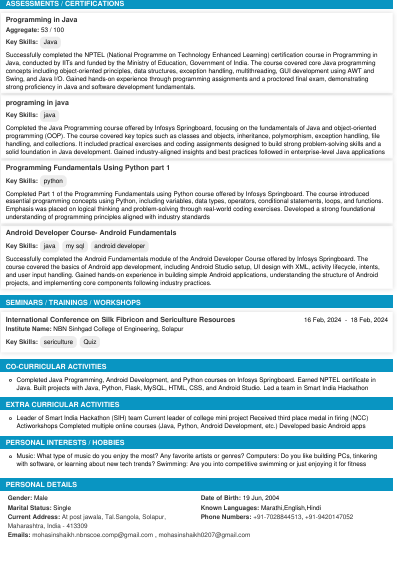 ASSESSMENTS / CERTIFICATIONS
Programming in Java
Aggregate: 53 / 100
Key Skills: Java
Successfully completed the NPTEL (National Programme on Technology Enhanced Learning) certification course in Programming in
Java, conducted by IITs and funded by the Ministry of Education, Government of India. The course covered core Java programming
concepts including object-oriented principles, data structures, exception handling, multithreading, GUI development using AWT and
Swing, and Java I/O. Gained hands-on experience through programming assignments and a proctored final exam, demonstrating
strong proficiency in Java and software development fundamentals.
programing in java
Key Skills: java
Completed the Java Programming course offered by Infosys Springboard, focusing on the fundamentals of Java and object-oriented
programming (OOP). The course covered key topics such as classes and objects, inheritance, polymorphism, exception handling, file
handling, and collections. It included practical exercises and coding assignments designed to build strong problem-solving skills and a
solid foundation in Java development. Gained industry-aligned insights and best practices followed in enterprise-level Java applications
Programming Fundamentals Using Python part 1
Key Skills: python
Completed Part 1 of the Programming Fundamentals using Python course offered by Infosys Springboard. The course introduced
essential programming concepts using Python, including variables, data types, operators, conditional statements, loops, and functions.
Emphasis was placed on logical thinking and problem-solving through real-world coding exercises. Developed a strong foundational
understanding of programming principles aligned with industry standards
Android Developer Course- Android Fundamentals
Key Skills: java my sql android developer
Successfully completed the Android Fundamentals module of the Android Developer Course offered by Infosys Springboard. The
course covered the basics of Android app development, including Android Studio setup, UI design with XML, activity lifecycle, intents,
and user input handling. Gained hands-on experience in building simple Android applications, understanding the structure of Android
projects, and implementing core components following industry practices.
SEMINARS / TRAININGS / WORKSHOPS
International Conference on Silk Fibricon and Sericulture Resources 16 Feb, 2024 - 18 Feb, 2024
Institute Name: NBN Sinhgad College of Engineering, Solapur
Key Skills: sericulture Quiz
CO-CURRICULAR ACTIVITIES
Completed Java Programming, Android Development, and Python courses on Infosys Springboard. Earned NPTEL certificate in
Java. Built projects with Java, Python, Flask, MySQL, HTML, CSS, and Android Studio. Led a team in Smart India Hackathon
EXTRA CURRICULAR ACTIVITIES
Leader of Smart India Hackathon (SIH) team Current leader of college mini project Received third place medal in firing (NCC)
Activorkshops Completed multiple online courses (Java, Python, Android Development, etc.) Developed basic Android apps
PERSONAL INTERESTS / HOBBIES
Music: What type of music do you enjoy the most? Any favorite artists or genres? Computers: Do you like building PCs, tinkering
with software, or learning about new tech trends? Swimming: Are you into competitive swimming or just enjoying it for fitness
PERSONAL DETAILS
Gender: Male Date of Birth: 19 Jun, 2004
Marital Status: Single Known Languages: Marathi,English,Hindi
Current Address: At post jawala, Tal.Sangola, Solapur, Phone Numbers: +91-7028844513, +91-9420147052
Maharashtra, India - 413309
Emails: mohasinshaikh.nbnscoe.comp@gmail.com , mohasinshaikh0207@gmail.com